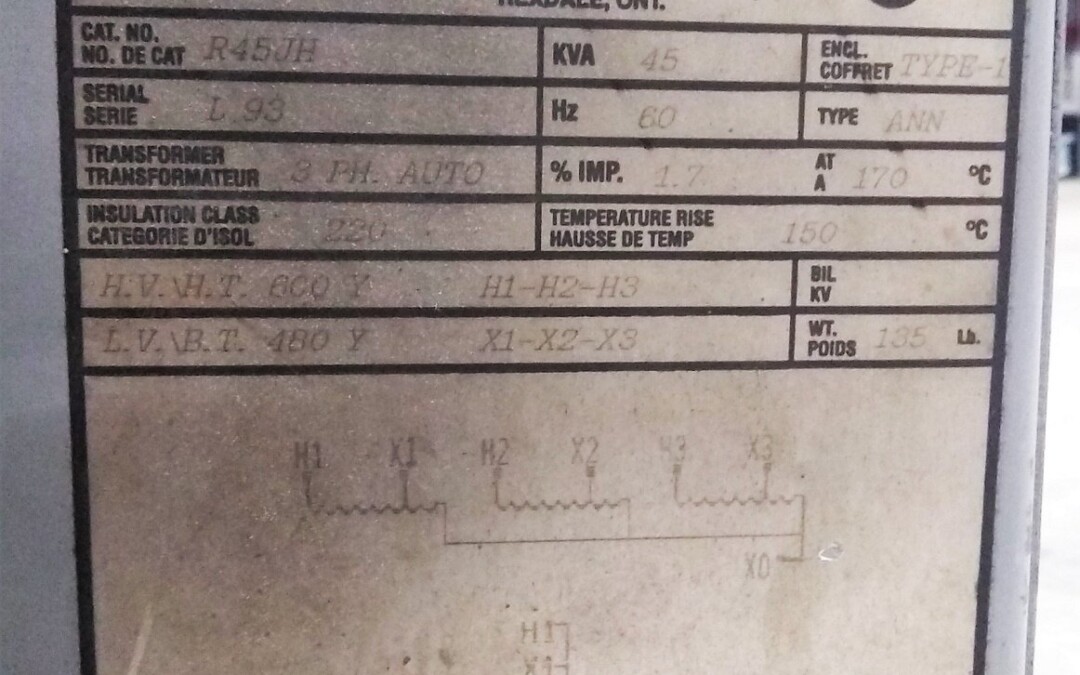 REXDALE, ONT.
CAT. NO.
NO. DE CAT R45JH
KVA 45
ENCL.
COFFRET TYPE-1
SERIAL
SERIE L 93
Hz 60
TYPE ANN
TRANSFORMER
TRANSFORMATEUR 3 PH. AUTO
% IMP. 1.7
AT
A 170 °C
INSULATION CLASS
CATEGORIE D'ISOL 220
TEMPERATURE RISE
HAUSSE DE TEMP 150 °C
H.V.\H.T. 600 Y H1-H2-H3
BIL
KV
L.V.\B.T. 480 Y X1-X2-X3
WT.
POIDS 135 Lb.
H1 X1 H2 X2 H3 X3
X0
H1
X1